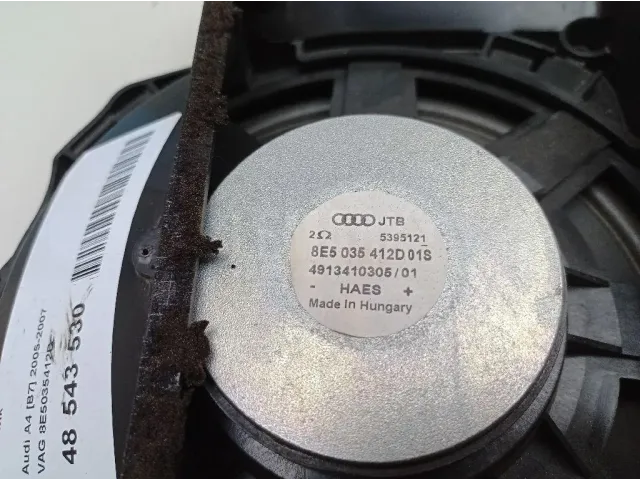 JTB
2Ω 5395121
8E5 035 412D 01S
4913410305/01
- HAES +
Made In Hungary
Audi A4 [B7] 2005-2007
VAG 8E5035412D
48 543 530